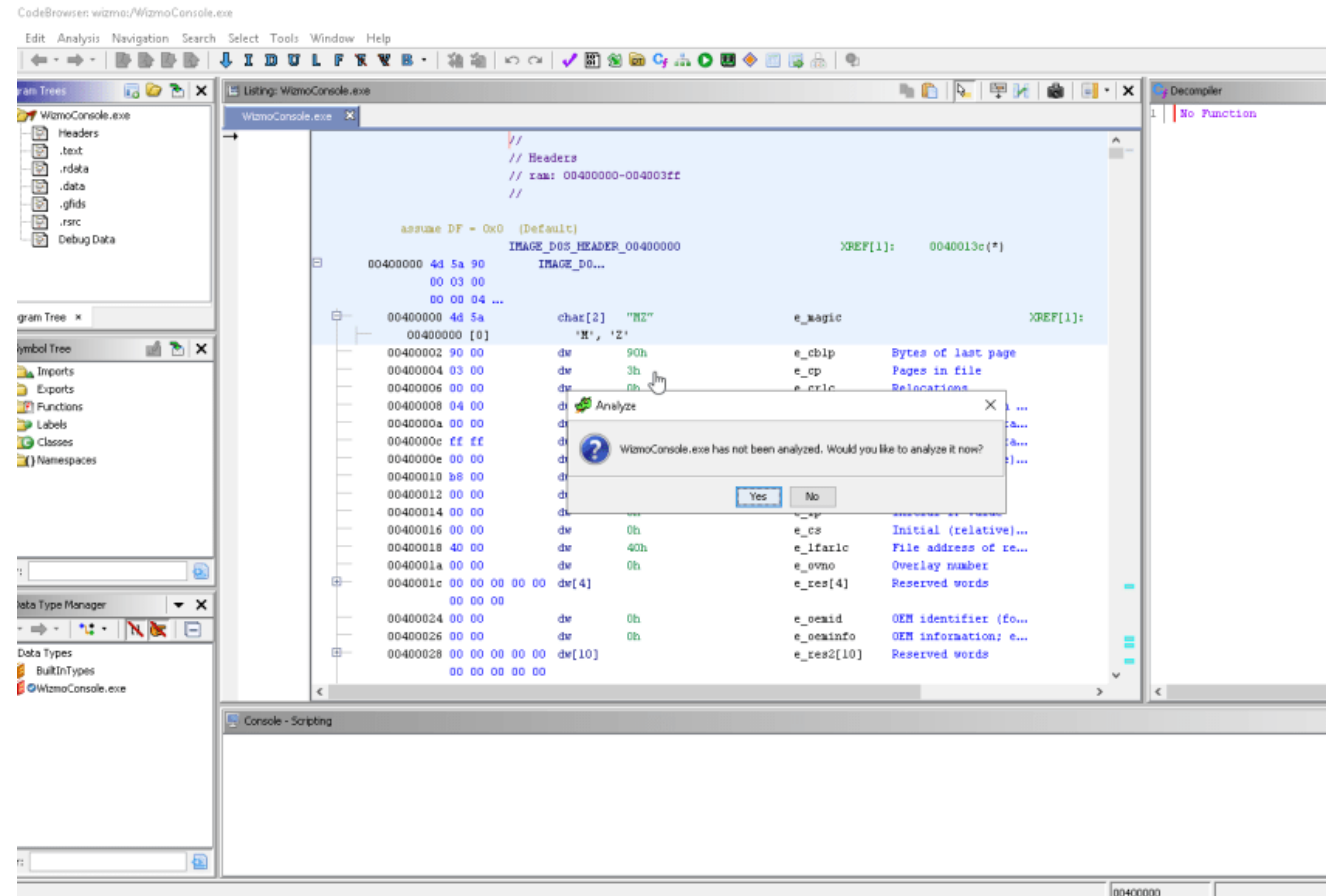 CodeBrowser: wizmo:/WizmoConsole.exe
Edit Analysis Navigation Search Select Tools Window Help
I D U L F R V B
ram Trees
WizmoConsole.exe
Headers
.text
.rdata
.data
.gfids
.rsrc
Debug Data
gram Tree ×
Symbol Tree
Imports
Exports
Functions
Labels
Classes
Namespaces
Data Type Manager
Data Types
BuiltInTypes
WizmoConsole.exe
Listing: WizmoConsole.exe
WizmoConsole.exe
//
// Headers
// ram: 00400000-004003ff
//
assume DF = 0x0 (Default)
IMAGE_DOS_HEADER_00400000 XREF[1]: 0040013c(*)
00400000 4d 5a 90 IMAGE_DO...
00 03 00
00 00 04 ...
00400000 4d 5a char[2] "MZ" e_magic XREF[1]:
00400000 [0] 'M', 'Z'
00400002 90 00 dw 90h e_cblp Bytes of last page
00400004 03 00 dw 3h e_cp Pages in file
00400006 00 00 dw 0h e_crlc Relocations
00400008 04 00
0040000a 00 00
0040000c ff ff
0040000e 00 00
00400010 b8 00
00400012 00 00
00400014 00 00
00400016 00 00 dw 0h e_cs Initial (relative)...
00400018 40 00 dw 40h e_lfarlc File address of re...
0040001a 00 00 dw 0h e_ovno Overlay number
0040001c 00 00 00 00 00 dw[4] e_res[4] Reserved words
00 00 00
00400024 00 00 dw 0h e_oemid OEM identifier (fo...
00400026 00 00 dw 0h e_oeminfo OEM information; e...
00400028 00 00 00 00 00 dw[10] e_res2[10] Reserved words
00 00 00 00 00
Analyze
WizmoConsole.exe has not been analyzed. Would you like to analyze it now?
Yes No
Decompiler
1 No Function
Console - Scripting
00400000